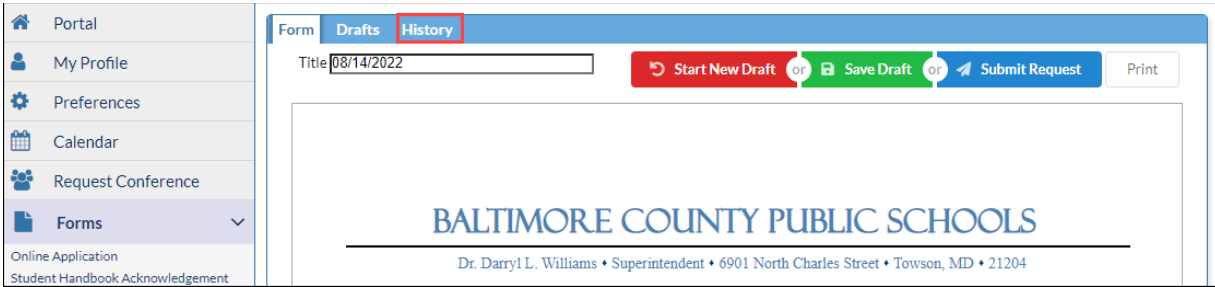 Portal
My Profile
Preferences
Calendar
Request Conference
Forms
Online Application
Student Handbook Acknowledgement
Form Drafts History
Title 08/14/2022 Start New Draft or Save Draft or Submit Request Print
BALTIMORE COUNTY PUBLIC SCHOOLS
Dr. Darryl L. Williams • Superintendent • 6901 North Charles Street • Towson, MD • 21204